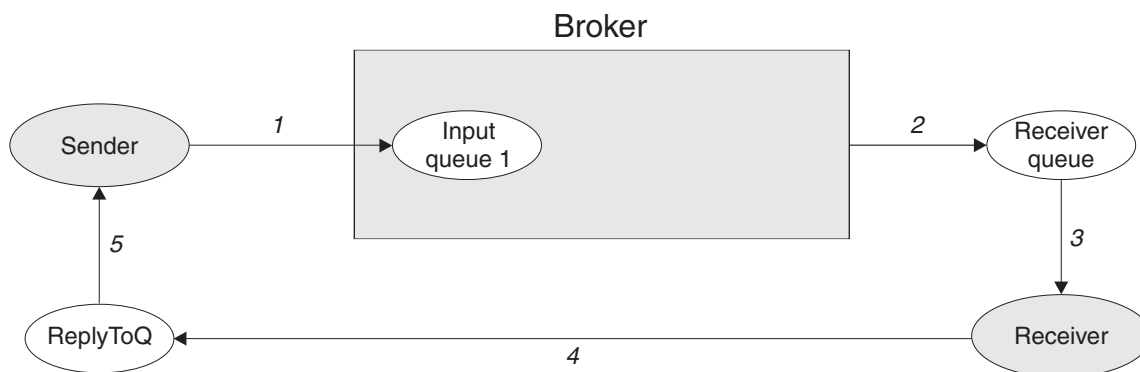 Broker
Sender
1
Input
queue 1
2
Receiver
queue
5
3
ReplyToQ
4
Receiver